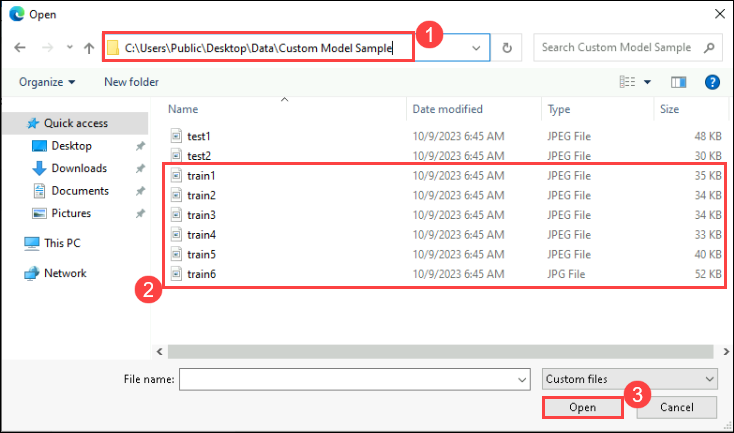 Open
1
C:\Users\Public\Desktop\Data\Custom Model Sample
Search Custom Model Sample
Organize New folder
Name Date modified Type Size
Quick access
Desktop
Downloads
Documents
Pictures
This PC
Network
test1 10/9/2023 6:45 AM JPEG File 48 KB
test2 10/9/2023 6:45 AM JPEG File 30 KB
train1 10/9/2023 6:45 AM JPEG File 35 KB
train2 10/9/2023 6:45 AM JPEG File 34 KB
train3 10/9/2023 6:45 AM JPEG File 34 KB
train4 10/9/2023 6:45 AM JPEG File 33 KB
train5 10/9/2023 6:45 AM JPEG File 40 KB
train6 10/9/2023 6:45 AM JPG File 52 KB
2
File name: Custom files
3
Open Cancel